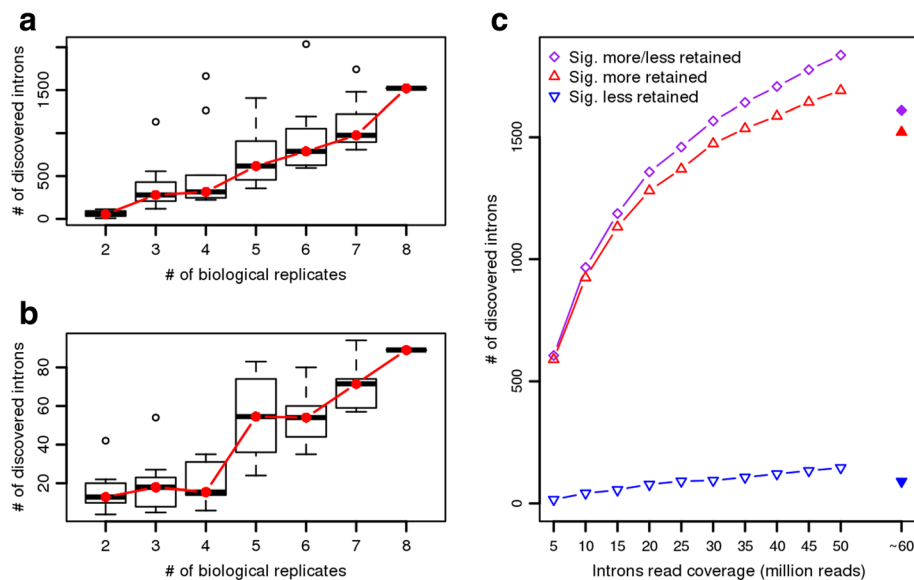 a
# of discovered introns
0
500
1500
2 3 4 5 6 7 8
# of biological replicates
b
# of discovered introns
20
40
60
80
2 3 4 5 6 7 8
# of biological replicates
c
# of discovered introns
0
500
1000
1500
Sig. more/less retained
Sig. more retained
Sig. less retained
5 10 15 20 25 30 35 40 45 50 ~60
Introns read coverage (million reads)